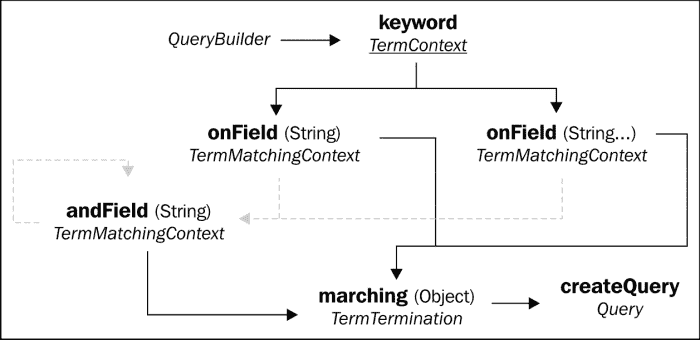 keyword
QueryBuilder
TermContext
onField (String)
TermMatchingContext
onField (String...)
TermMatchingContext
andField (String)
TermMatchingContext
marching (Object)
TermTermination
createQuery
Query